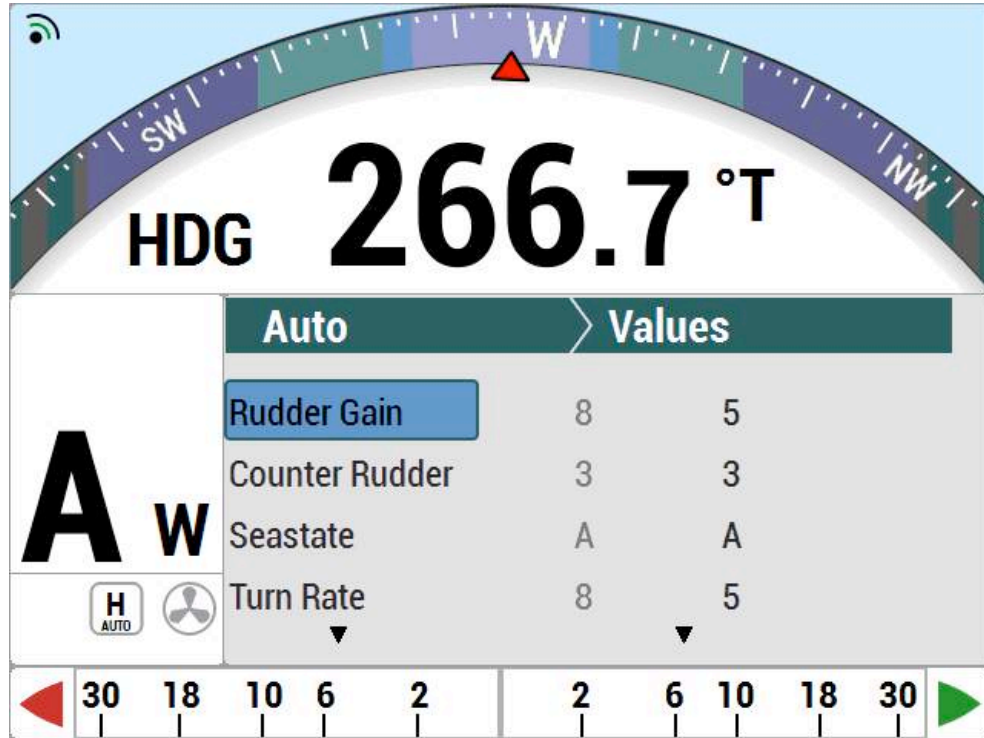 W
SW
NW
HDG 266.7 °T
Auto Values
Rudder Gain 8 5
Counter Rudder 3 3
Seastate A A
Turn Rate 8 5
A W
H
AUTO
30 18 10 6 2 2 6 10 18 30